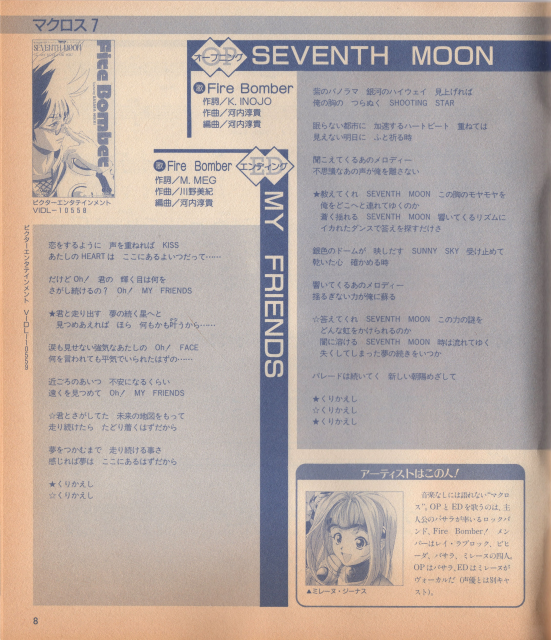 マクロス7
SEVENTH MOON
Fire Bomber
ビクターエンタテインメント
VIDL-10558
オープニング
OP
SEVENTH MOON
歌 Fire Bomber
作詞／K. INOJO
作曲／河内淳貴
編曲／河内淳貴
雲のパノラマ 銀河のハイウェイ 見上げれば
俺の胸の つらぬく SHOOTING STAR
眠らない都市に 加速するハートビート 重ねては
見えない明日に ふと祈る時
聞こえてくるあのメロディー
不思議なあの声が俺を離さない
★教えてくれ SEVENTH MOON この胸のモヤモヤを
俺をどこへと連れてゆくのか
蒼く揺れる SEVENTH MOON 響いてくるリズムに
イカれたダンスで答えを探すだけさ
銀色のドームが 映しだす SUNNY SKY 受け止めて
乾いた心 確かめる時
響いてくるあのメロディー
揺るぎない力が俺に蘇る
☆答えてくれ SEVENTH MOON この力の謎を
どんな虹をかけられるのか
闇に溶ける SEVENTH MOON 時は流れてゆく
失くしてしまった夢の続きをいつか
パレードは続いてく 新しい朝陽めざして
★くりかえし
☆くりかえし
★くりかえし
エンディング
ED
MY FRIENDS
歌 Fire Bomber
作詞／M. MEG
作曲／川野美紀
編曲／河内淳貴
恋をするように 声を重ねれば KISS
あたしの HEART は ここにあるよいつだって……
だけど Oh! 君の 輝く目は何を
さがし続けるの？ Oh! MY FRIENDS
★君と走り出す 夢の続く星へと
見つめあえれば ほら 何もかも叶うから……
涙も見せない強気なあたしの Oh! FACE
何を言われても平気でいられたはずの……
近ごろのあいつ 不安になるくらい
遠くを見つめて Oh! MY FRIENDS
☆君とさがしてた 未来の地図をもって
走り続けたら たどり着くはずだから
夢をつかむまで 走り続ける事さ
感じれば夢は ここにあるはずだから
★くりかえし
☆くりかえし
ビクターエンタテインメント VIDL-10558
アーティストはこの人！
音楽なしには語れない“マクロ
ス”。OPとEDを歌うのは、主
人公のバサラが率いるロックバ
ンド、Fire Bomber！ メン
バーはレイ・ラブロック、ビヒ
ーダ、バサラ、ミレーヌの四人。
OPはバサラ、EDはミレーヌが
ヴォーカルだ（声優とは別キャ
スト）。
▲ミレーヌ・ジーナス
8